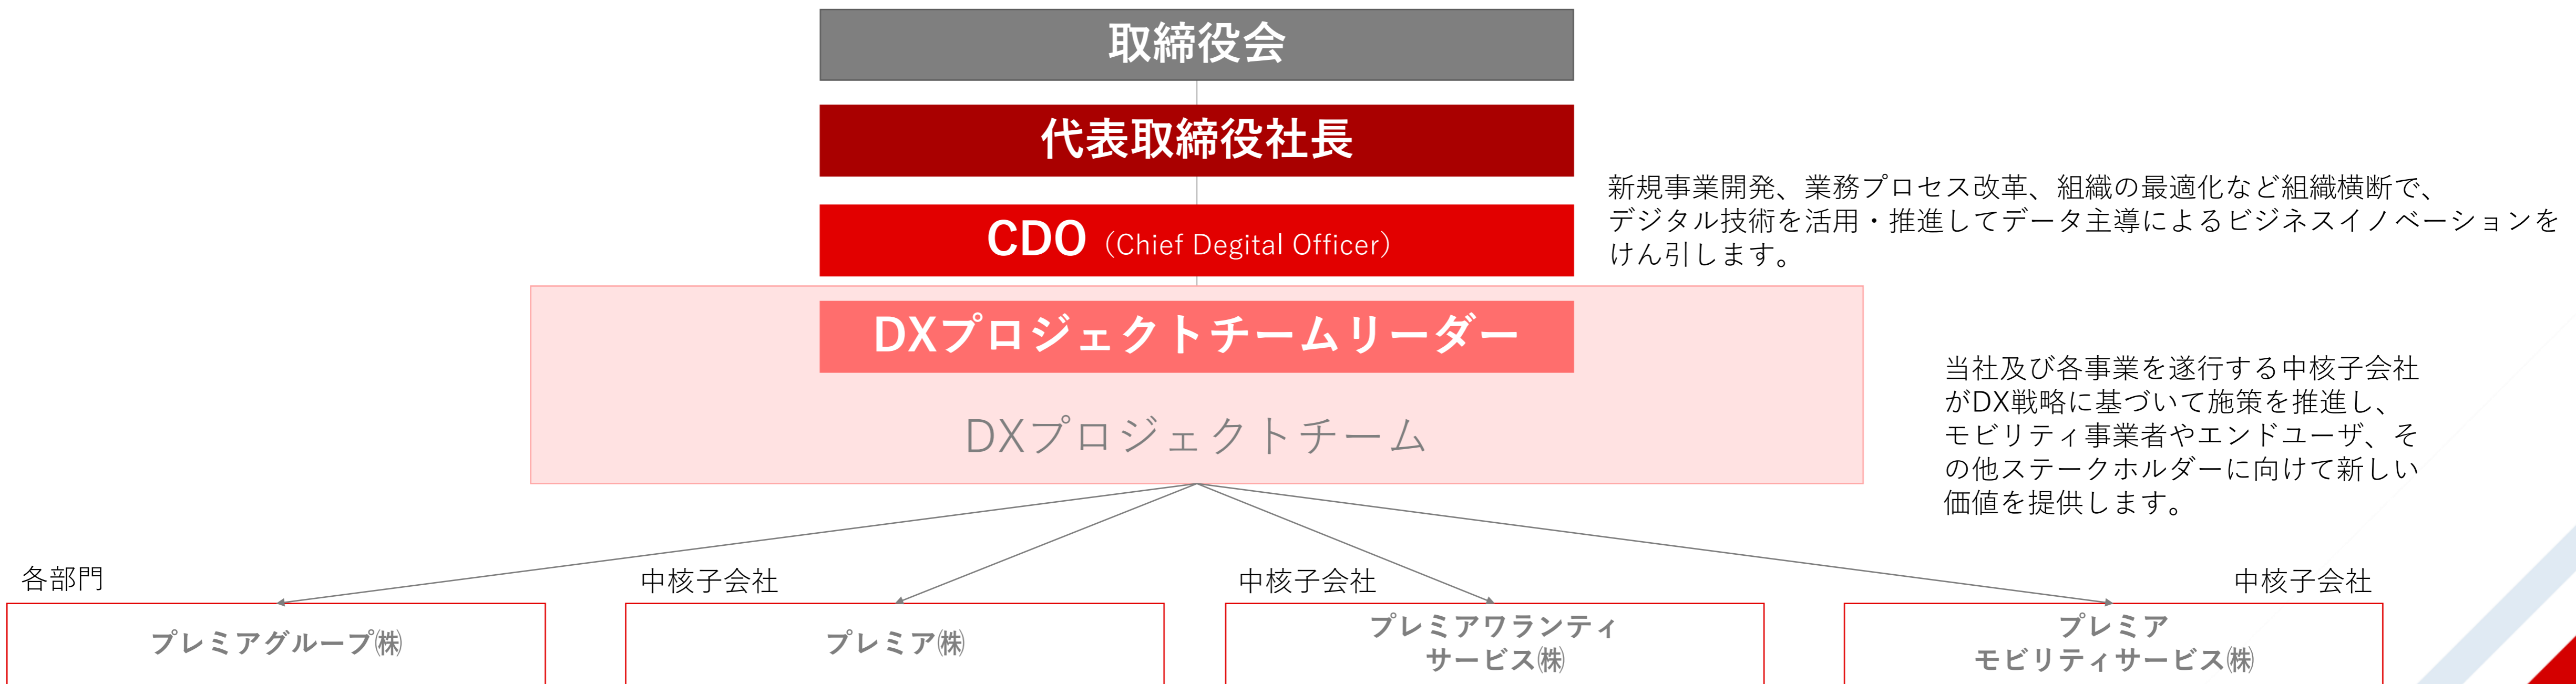 取締役会
代表取締役社長
CDO（Chief Degital Officer）
新規事業開発、業務プロセス改革、組織の最適化など組織横断で、
デジタル技術を活用・推進してデータ主導によるビジネスイノベーションを
けん引します。
DXプロジェクトチームリーダー
DXプロジェクトチーム
当社及び各事業を遂行する中核子会社
がDX戦略に基づいて施策を推進し、
モビリティ事業者やエンドユーザ、そ
の他ステークホルダーに向けて新しい
価値を提供します。
各部門
プレミアグループ㈱
中核子会社
プレミア㈱
中核子会社
プレミアワランティ
サービス㈱
中核子会社
プレミア
モビリティサービス㈱